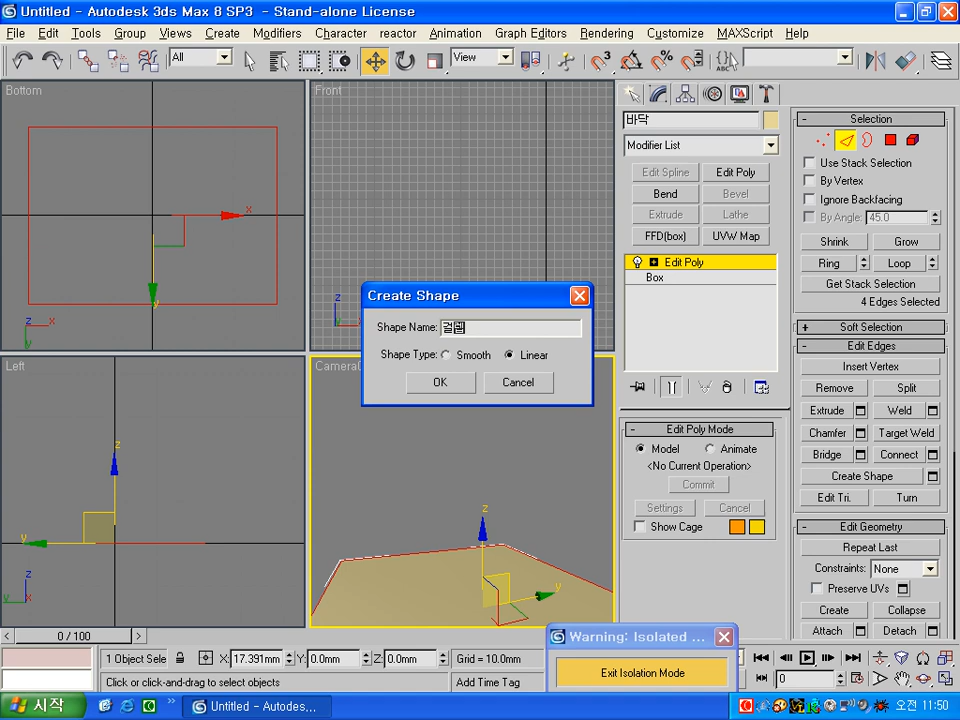 Untitled - Autodesk 3ds Max 8 SP3 - Stand-alone License
File Edit Tools Group Views Create Modifiers Character reactor Animation Graph Editors Rendering Customize MAXScript Help
All
View
Bottom
Front
Left
Camera
x
y
z
x
y
z
z
y
z
y
x
z
y
바닥
Modifier List
Edit Spline Edit Poly
Bend Bevel
Extrude Lathe
FFD(box) UVW Map
Edit Poly
Box
- Edit Poly Mode
Model Animate
<No Current Operation>
Commit
Settings Cancel
Show Cage
- Selection
Use Stack Selection
By Vertex
Ignore Backfacing
By Angle: 45.0
Shrink Grow
Ring Loop
Get Stack Selection
4 Edges Selected
+ Soft Selection
- Edit Edges
Insert Vertex
Remove Split
Extrude Weld
Chamfer Target Weld
Bridge Connect
Create Shape
Edit Tri. Turn
- Edit Geometry
Repeat Last
Constraints: None
Preserve UVs
Create Collapse
Attach Detach
Create Shape
Shape Name:
Shape Type: Smooth Linear
OK Cancel
Warning: Isolated ...
Exit Isolation Mode
< 0 / 100 >
1 Object Sele X: 17.391mm Y: 0.0mm Z: 0.0mm Grid = 10.0mm
Click or click-and-drag to select objects Add Time Tag
0
시작 Untitled - Autodes... 오전 11:50